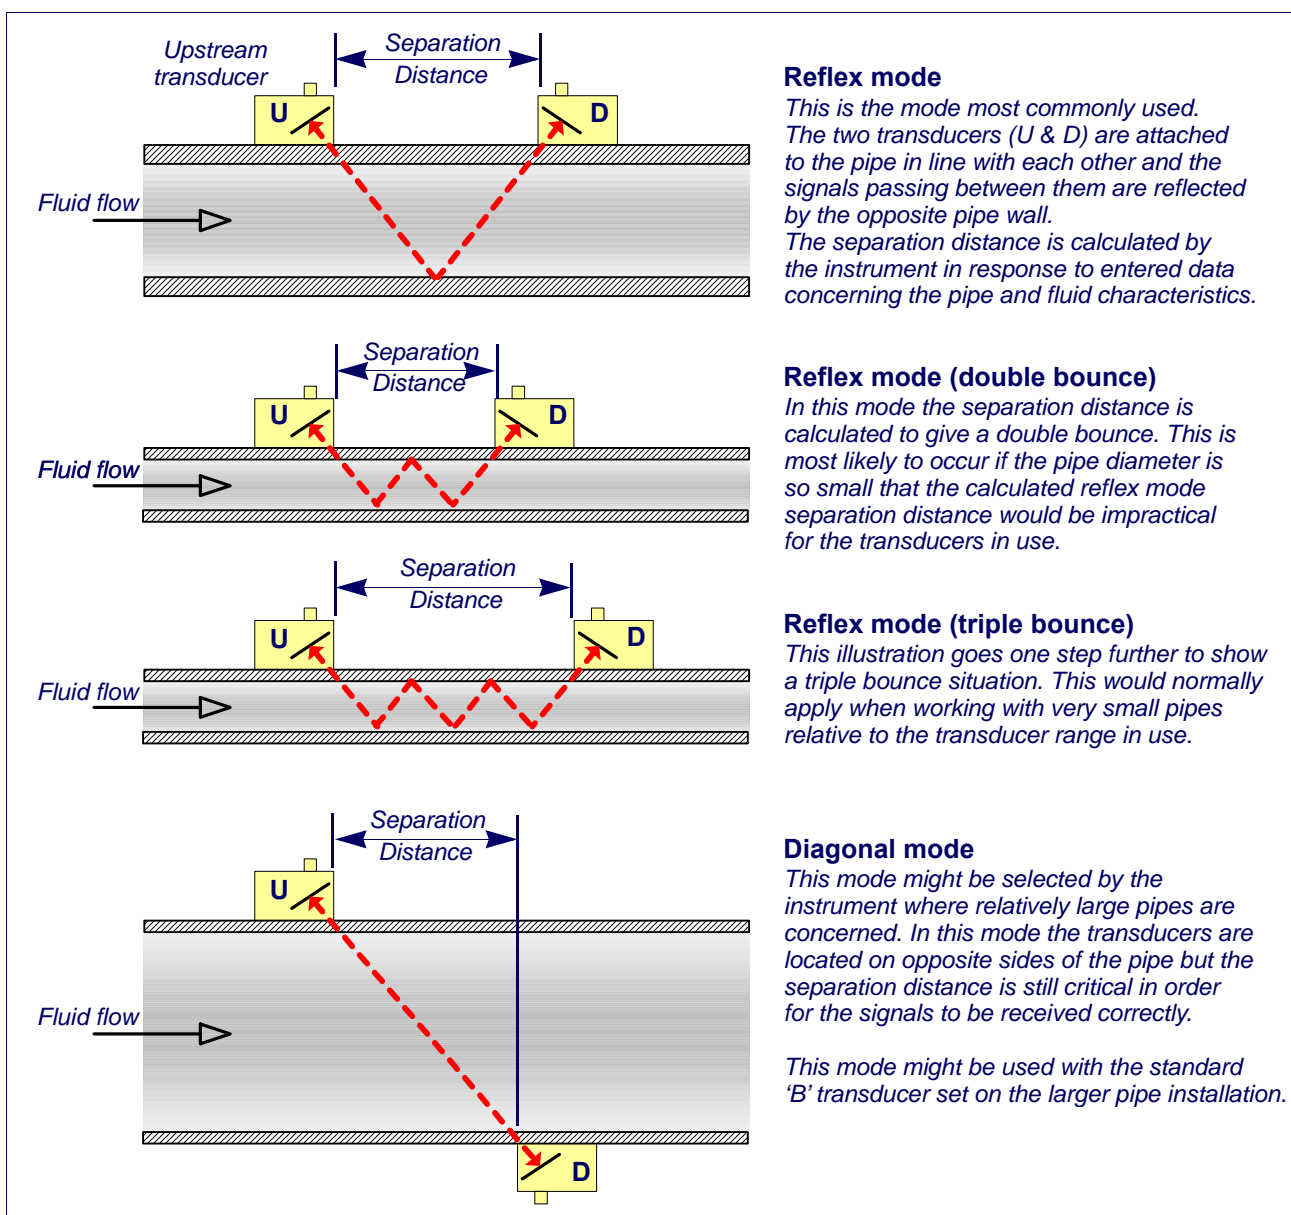 Upstream
transducer
Separation
Distance
U
D
Fluid flow
Reflex mode
This is the mode most commonly used.
The two transducers (U & D) are attached
to the pipe in line with each other and the
signals passing between them are reflected
by the opposite pipe wall.
The separation distance is calculated by
the instrument in response to entered data
concerning the pipe and fluid characteristics.
Separation
Distance
U
D
Fluid flow
Reflex mode (double bounce)
In this mode the separation distance is
calculated to give a double bounce. This is
most likely to occur if the pipe diameter is
so small that the calculated reflex mode
separation distance would be impractical
for the transducers in use.
Separation
Distance
U
D
Fluid flow
Reflex mode (triple bounce)
This illustration goes one step further to show
a triple bounce situation. This would normally
apply when working with very small pipes
relative to the transducer range in use.
Separation
Distance
U
Fluid flow
D
Diagonal mode
This mode might be selected by the
instrument where relatively large pipes are
concerned. In this mode the transducers are
located on opposite sides of the pipe but the
separation distance is still critical in order
for the signals to be received correctly.
This mode might be used with the standard
‘B’ transducer set on the larger pipe installation.